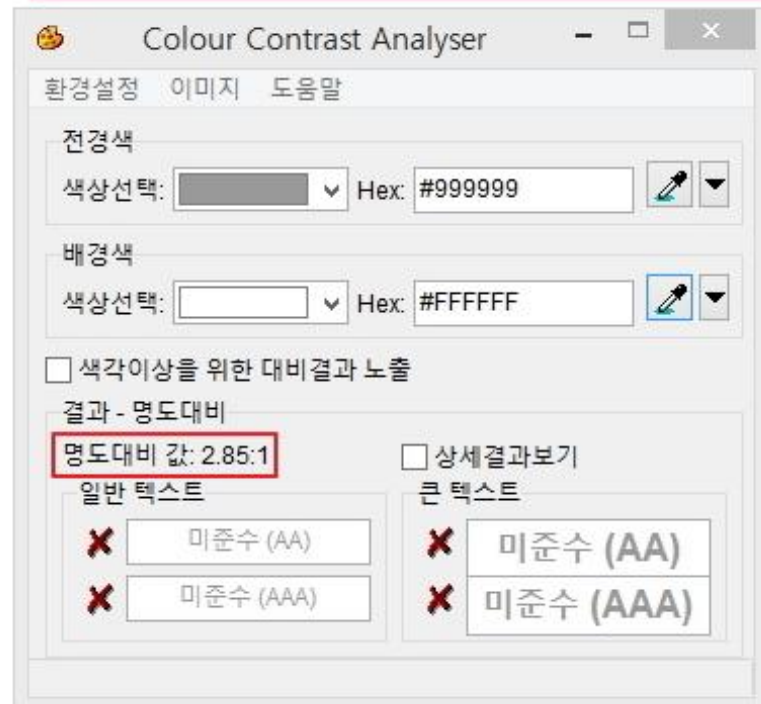 Colour Contrast Analyser
환경설정 이미지 도움말
전경색
색상선택: Hex: #999999
배경색
색상선택: Hex: #FFFFFF
색각이상을 위한 대비결과 노출
결과 - 명도대비
명도대비 값: 2.85:1 상세결과보기
일반 텍스트 큰 텍스트
미준수 (AA) 미준수 (AA)
미준수 (AAA) 미준수 (AAA)